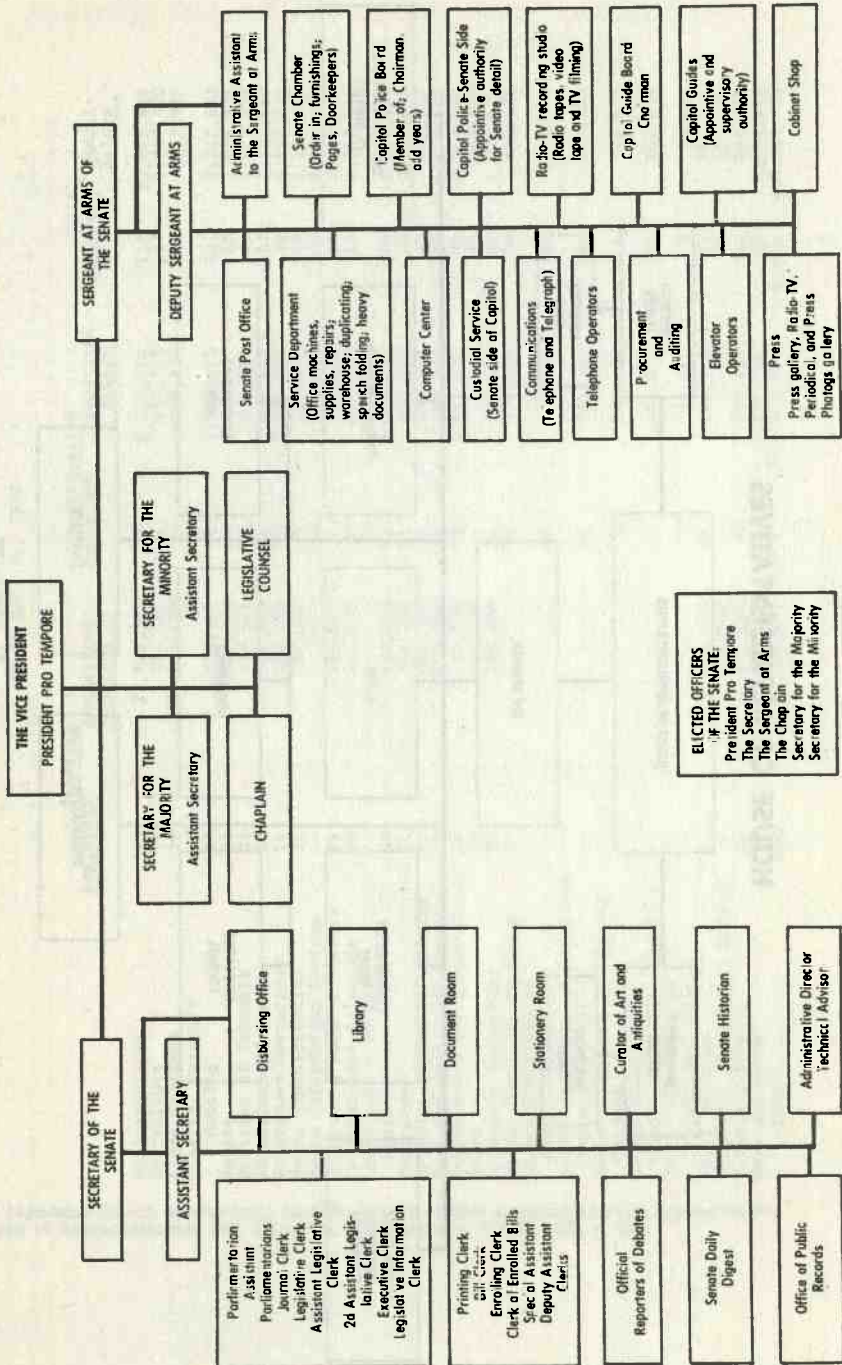 THE VICE PRESIDENT
PRESIDENT PRO TEMPORE
SECRETARY OF THE
SENATE
ASSISTANT SECRETARY
Parlimentarian
Assistant
Parliamentarians
Journal Clerk
Legislative Clerk
Assistant Legislative
Clerk
2d Assistant Legis-
lative Clerk
Executive Clerk
Legislative Information
Clerk
Printing Clerk
Bill Clerk
Enrolling Clerk
Clerk of Enrolled Bills
Special Assistant
Deputy Assistant
Clerks
Official
Reporters of Debates
Senate Daily
Digest
Office of Public
Records
Disbursing Office
Library
Document Room
Stationery Room
Curator of Art and
Antiquities
Senate Historian
Administrative Director
Technical Advisor
SECRETARY FOR THE
MAJORITY
Assistant Secretary
SECRETARY FOR THE
MINORITY
Assistant Secretary
CHAPLAIN
LEGISLATIVE
COUNSEL
ELECTED OFFICERS
OF THE SENATE:
President Pro Tempore
The Secretary
The Sergeant at Arms
The Chaplain
Secretary for the Majority
Secretary for the Minority
SERGEANT AT ARMS OF
THE SENATE
DEPUTY SERGEANT AT ARMS
Senate Post Office
Service Department
(Office machines,
supplies, repairs;
warehouse; duplicating;
speech folding; heavy
documents)
Computer Center
Custodial Service
(Senate side of Capitol)
Communications
(Telephone and Telegraph)
Telephone Operators
Procurement
and
Auditing
Elevator
Operators
Press
Press gallery, Radio-TV,
Periodical, and Press
Photogs gallery
Administrative Assistant
to the Sergeant at Arms
Senate Chamber
(Order in; furnishings;
Pages, Doorkeepers)
Capitol Police Board
(Member of; Chairman,
odd years)
Capitol Police-Senate Side
(Appointive authority
for Senate detail)
Radio-TV recording studio
(Radio tapes, video
tape and TV filming)
Capitol Guide Board
Chairman
Capitol Guides
(Appointive and
supervisory
authority)
Cabinet Shop